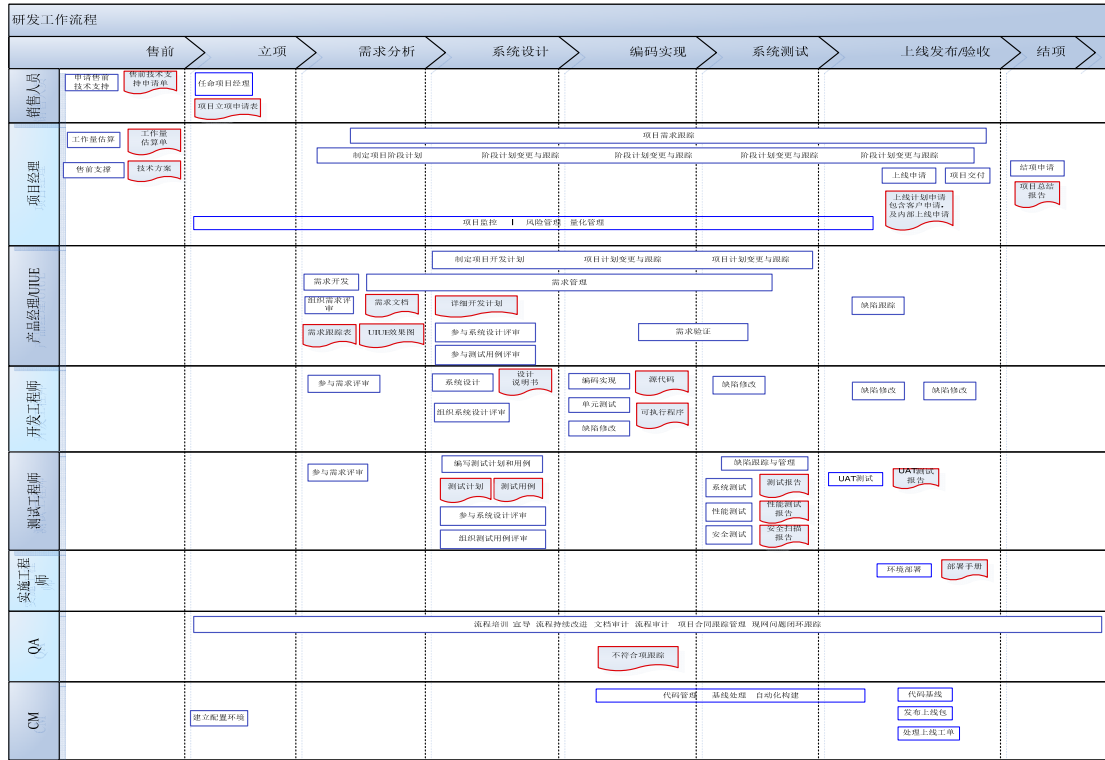 研发工作流程
售前
立项
需求分析
系统设计
编码实现
系统测试
上线发布/验收
结项
销售人员
申请售前
技术支持
售前技术支
持申请单
任命项目经理
项目立项申请表
项目经理
工作量估算
工作量
估算单
售前支撑
技术方案
项目需求跟踪
制定项目阶段计划
阶段计划变更与跟踪
阶段计划变更与跟踪
阶段计划变更与跟踪
阶段计划变更与跟踪
上线申请
项目交付
上线计划申请
包含客户申请,
及内部上线申请
结项申请
项目总结
报告
项目监控 I 风险管理 量化管理
产品经理/UIUE
制定项目开发计划
项目计划变更与跟踪
项目计划变更与跟踪
需求开发
需求管理
组织需求评
审
需求文档
详细开发计划
缺陷跟踪
需求跟踪表
UIUE效果图
参与系统设计评审
需求验证
参与测试用例评审
开发工程师
参与需求评审
系统设计
设计
说明书
编码实现
源代码
缺陷修改
缺陷修改
缺陷修改
组织系统设计评审
单元测试
可执行程序
缺陷修改
测试工程师
参与需求评审
编写测试计划和用例
测试计划
测试用例
参与系统设计评审
组织测试用例评审
缺陷跟踪与管理
系统测试
测试报告
性能测试
性能测试
报告
安全测试
安全扫描
报告
UAT测试
UAT测试
报告
实施工程
师
环境部署
部署手册
QA
流程培训 宣导 流程持续改进 文档审计 流程审计 项目合同跟踪管理 现网问题闭环跟踪
不符合项跟踪
CM
建立配置环境
代码管理 基线处理 自动化构建
代码基线
发布上线包
处理上线工单